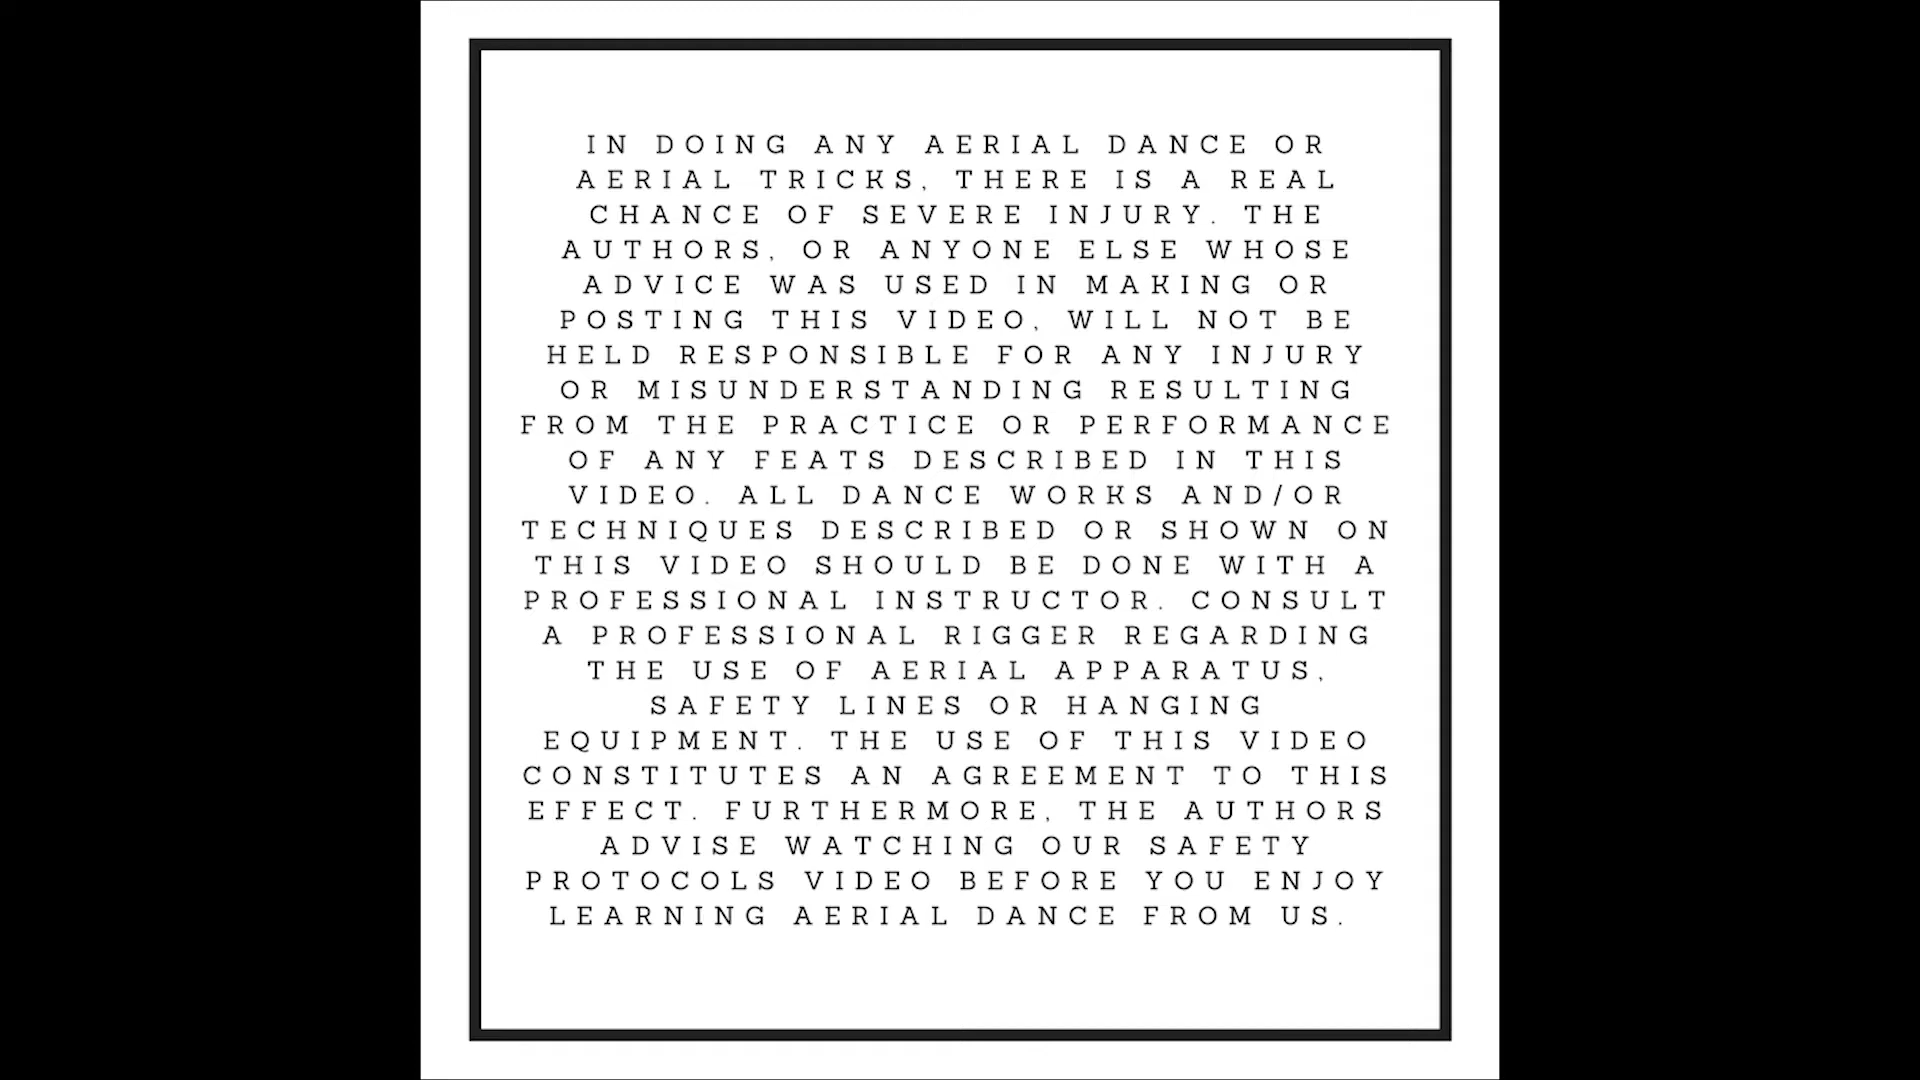 IN DOING ANY AERIAL DANCE OR
AERIAL TRICKS, THERE IS A REAL
CHANCE OF SEVERE INJURY. THE
AUTHORS, OR ANYONE ELSE WHOSE
ADVICE WAS USED IN MAKING OR
POSTING THIS VIDEO, WILL NOT BE
HELD RESPONSIBLE FOR ANY INJURY
OR MISUNDERSTANDING RESULTING
FROM THE PRACTICE OR PERFORMANCE
OF ANY FEATS DESCRIBED IN THIS
VIDEO. ALL DANCE WORKS AND/OR
TECHNIQUES DESCRIBED OR SHOWN ON
THIS VIDEO SHOULD BE DONE WITH A
PROFESSIONAL INSTRUCTOR. CONSULT
A PROFESSIONAL RIGGER REGARDING
THE USE OF AERIAL APPARATUS,
SAFETY LINES OR HANGING
EQUIPMENT. THE USE OF THIS VIDEO
CONSTITUTES AN AGREEMENT TO THIS
EFFECT. FURTHERMORE, THE AUTHORS
ADVISE WATCHING OUR SAFETY
PROTOCOLS VIDEO BEFORE YOU ENJOY
LEARNING AERIAL DANCE FROM US.